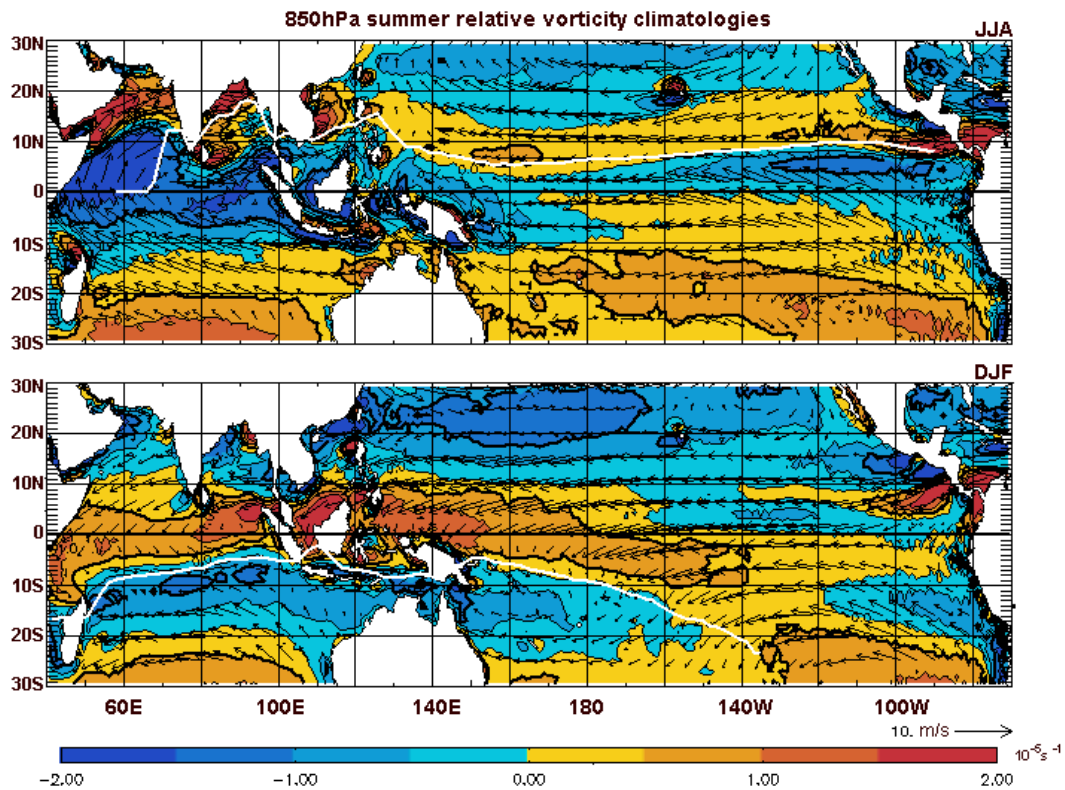 850hPa summer relative vorticity climatologies
JJA
30N
20N
10N
0
10S
20S
30S
DJF
30N
20N
10N
0
10S
20S
30S
60E 100E 140E 180 140W 100W
10. m/s
10⁻⁵s⁻¹
−2.00 −1.00 0.00 1.00 2.00